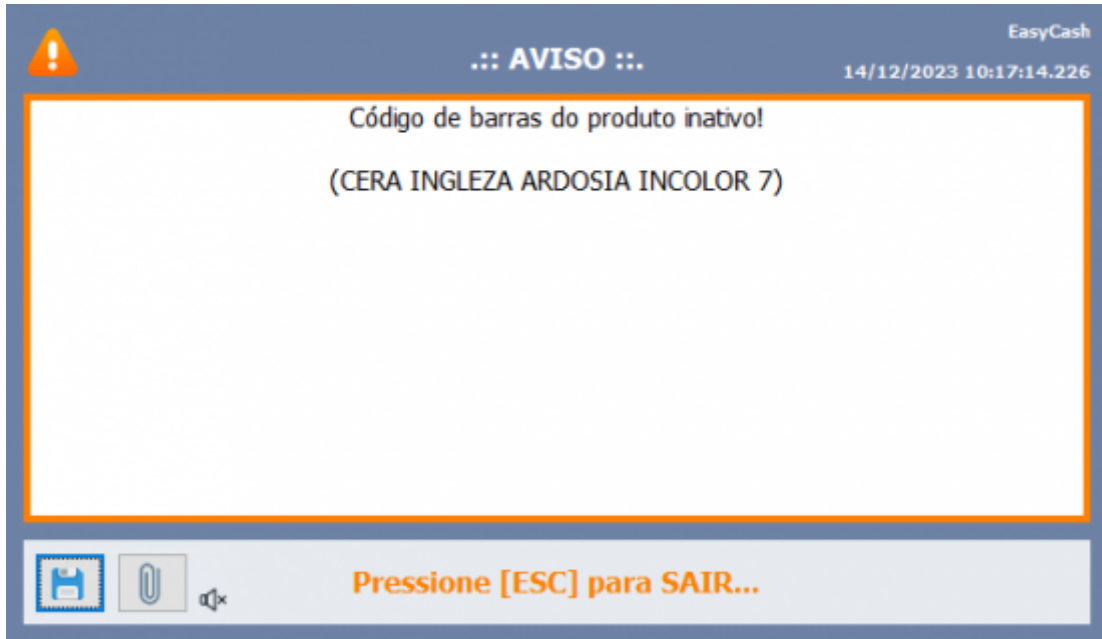 EasyCash
.:: AVISO ::.
14/12/2023 10:17:14.226
Código de barras do produto inativo!
(CERA INGLEZA ARDOSIA INCOLOR 7)
Pressione [ESC] para SAIR...